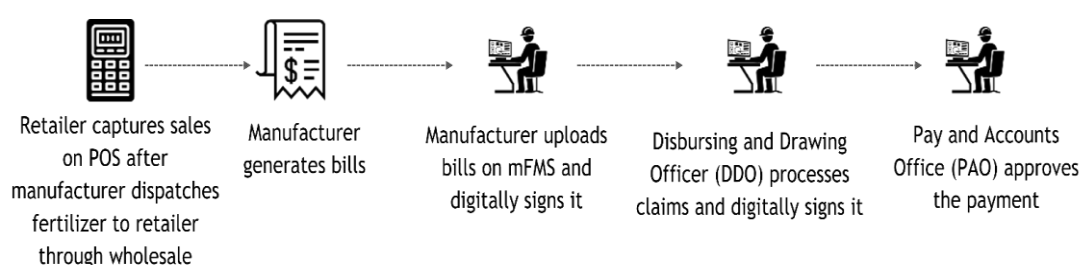 Retailer captures sales
on POS after
manufacturer dispatches
fertilizer to retailer
through wholesale
$
Manufacturer
generates bills
Manufacturer uploads
bills on mFMS and
digitally signs it
Disbursing and Drawing
Officer (DDO) processes
claims and digitally signs it
Pay and Accounts
Office (PAO) approves
the payment